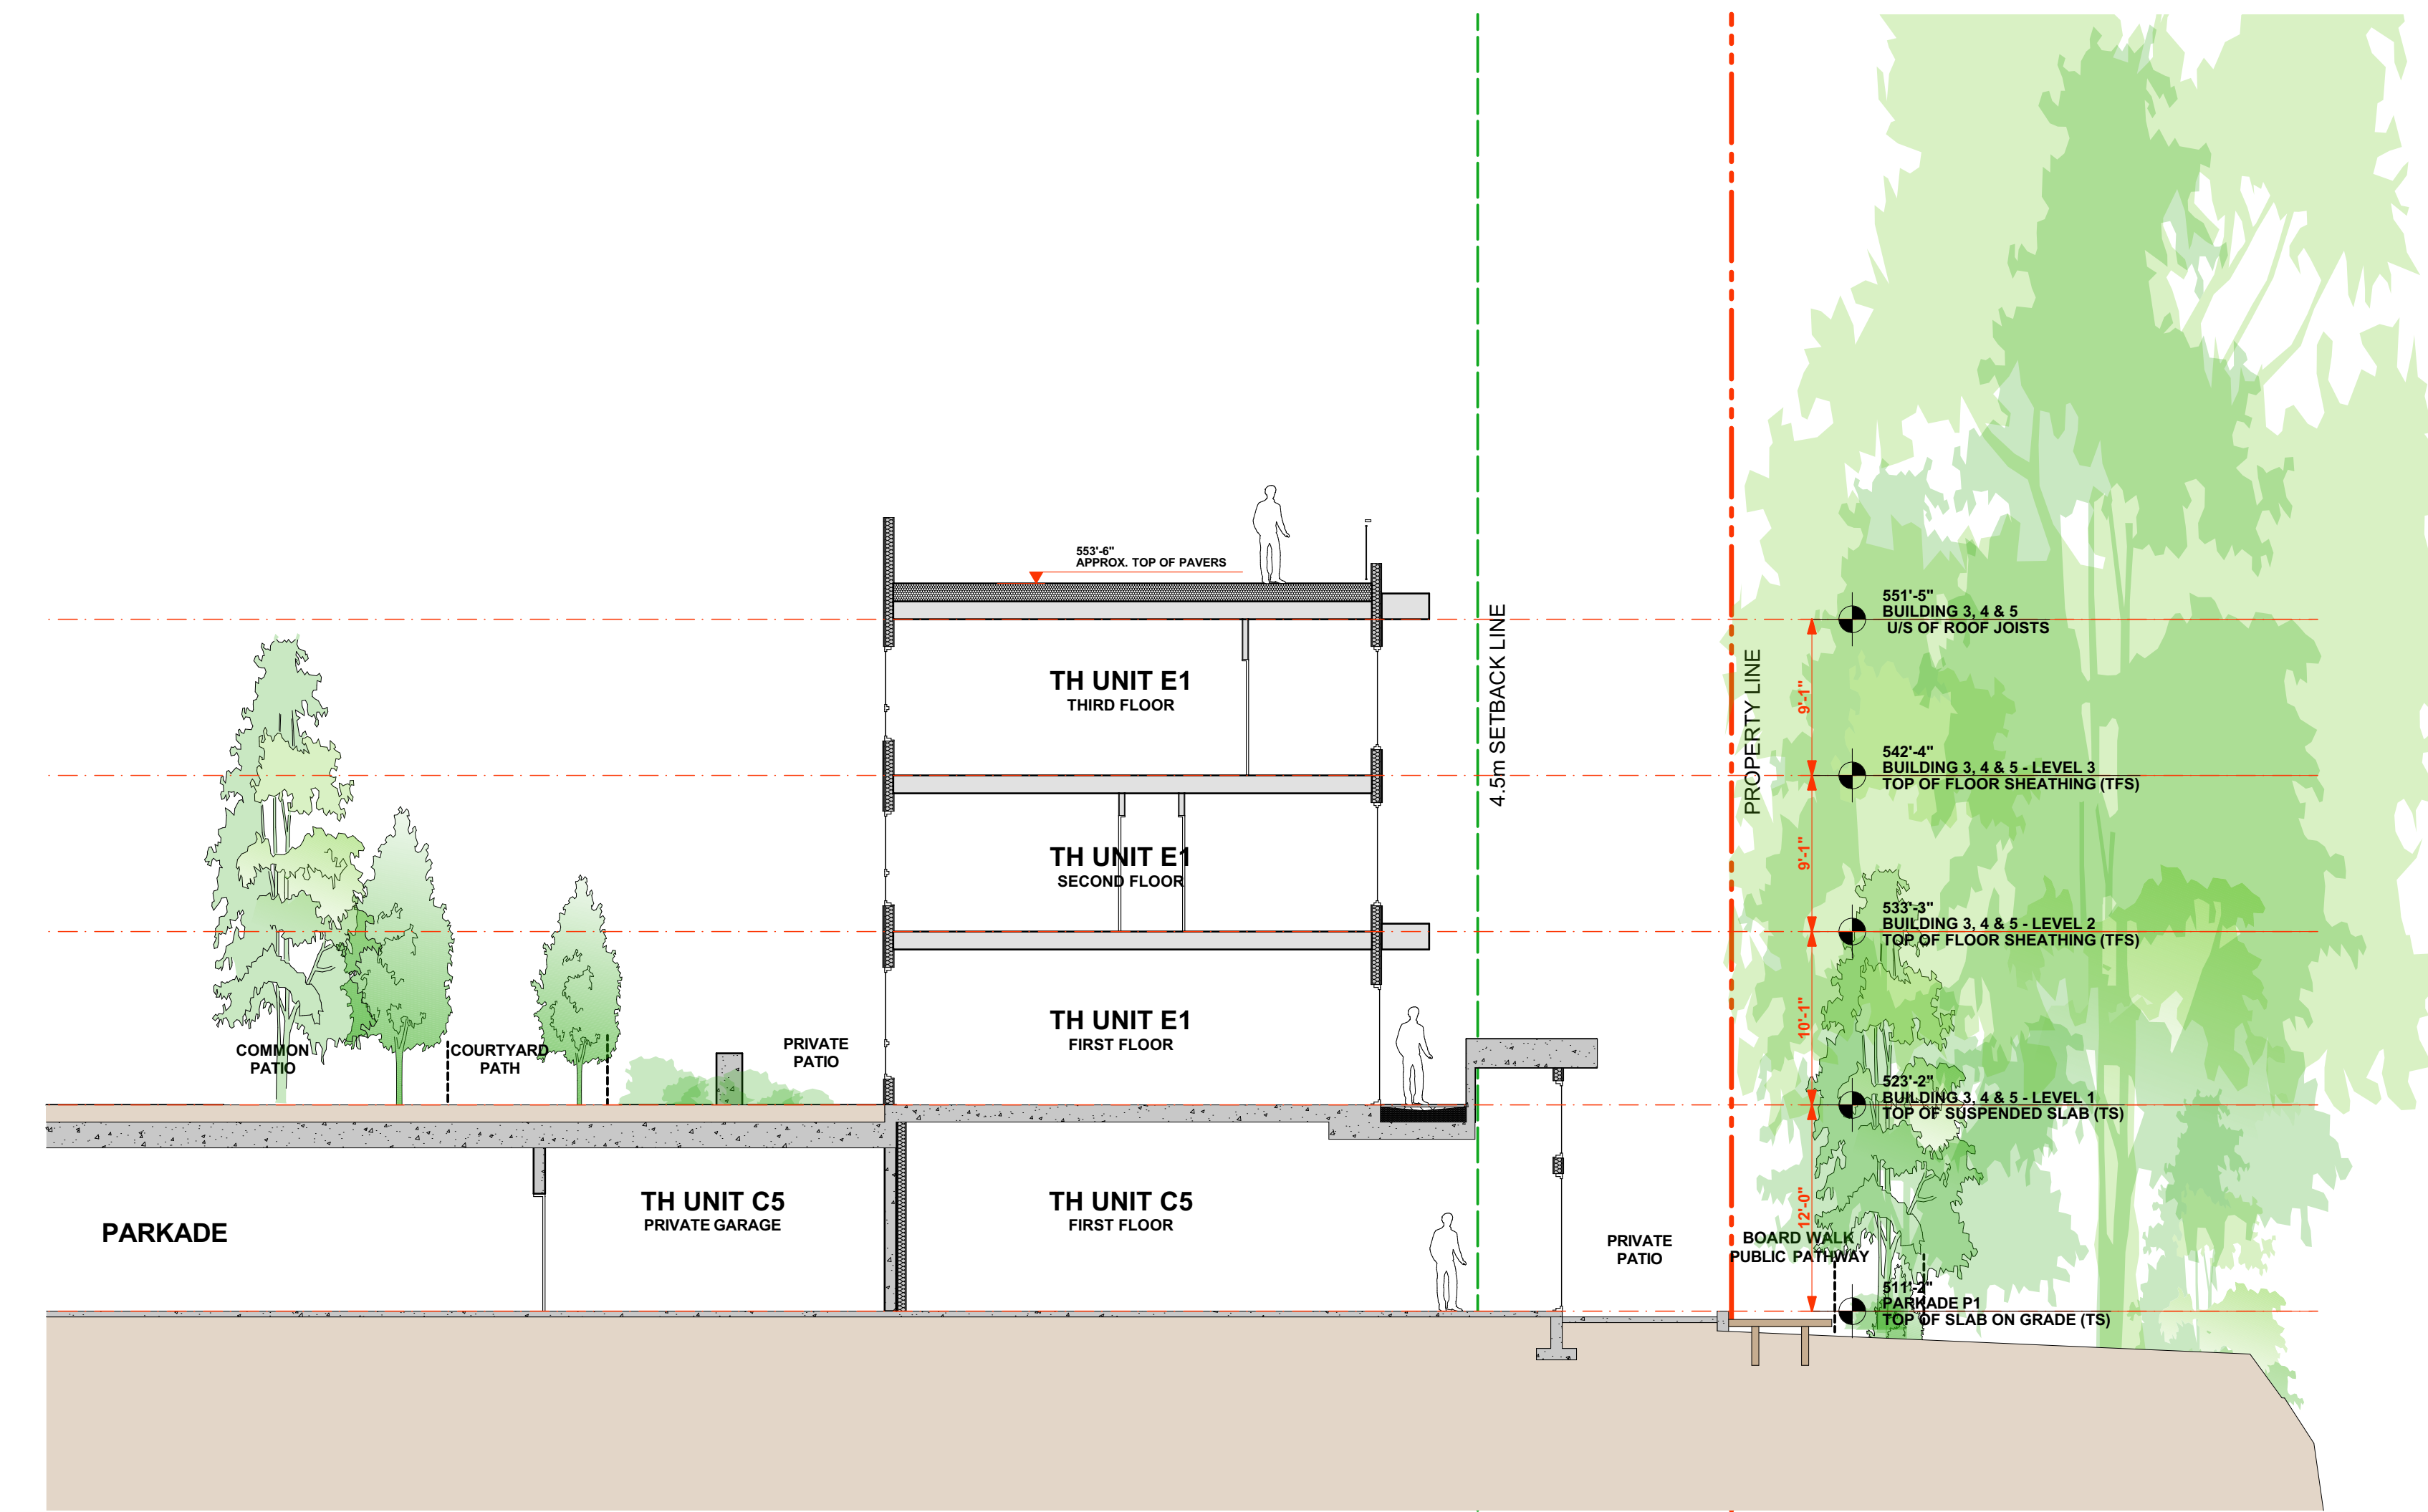 553'-6"
APPROX. TOP OF PAVERS
4.5m SETBACK LINE
PROPERTY LINE
551'-5"
BUILDING 3, 4 & 5
U/S OF ROOF JOISTS
9'-1"
TH UNIT E1
THIRD FLOOR
542'-4"
BUILDING 3, 4 & 5 - LEVEL 3
TOP OF FLOOR SHEATHING (TFS)
9'-1"
TH UNIT E1
SECOND FLOOR
533'-3"
BUILDING 3, 4 & 5 - LEVEL 2
TOP OF FLOOR SHEATHING (TFS)
10'-1"
TH UNIT E1
FIRST FLOOR
COMMON
PATIO
COURTYARD
PATH
PRIVATE
PATIO
523'-2"
BUILDING 3, 4 & 5 - LEVEL 1
TOP OF SUSPENDED SLAB (TS)
12'-0"
PARKADE
TH UNIT C5
PRIVATE GARAGE
TH UNIT C5
FIRST FLOOR
PRIVATE
PATIO
BOARD WALK
PUBLIC PATHWAY
511'-2"
PARKADE P1
TOP OF SLAB ON GRADE (TS)